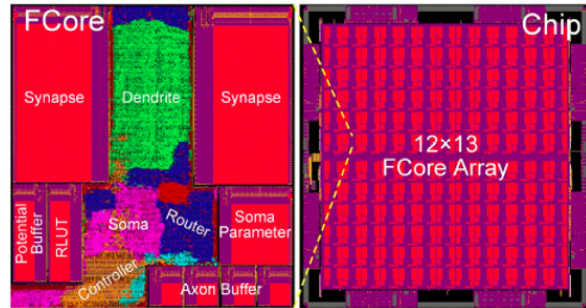 FCore
Chip
Synapse
Dendrite
Synapse
12×13
FCore Array
Potential
Buffer
RLUT
Soma
Router
Soma
Parameter
Controller
Axon Buffer